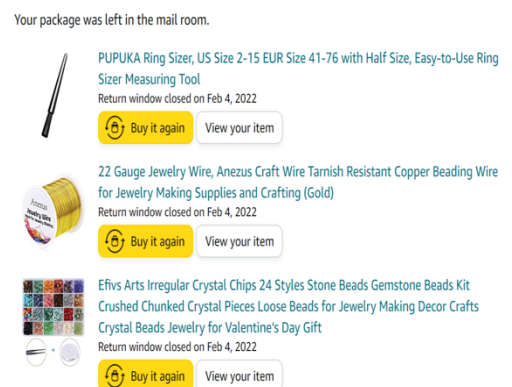 Your package was left in the mail room.
PUPUKA Ring Sizer, US Size 2-15 EUR Size 41-76 with Half Size, Easy-to-Use Ring
Sizer Measuring Tool
Return window closed on Feb 4, 2022
Buy it again View your item
22 Gauge Jewelry Wire, Anezus Craft Wire Tarnish Resistant Copper Beading Wire
for Jewelry Making Supplies and Crafting (Gold)
Return window closed on Feb 4, 2022
Anezus
Jewelry Wire
Buy it again View your item
Efivs Arts Irregular Crystal Chips 24 Styles Stone Beads Gemstone Beads Kit
Crushed Chunked Crystal Pieces Loose Beads for Jewelry Making Decor Crafts
Crystal Beads Jewelry for Valentine's Day Gift
Return window closed on Feb 4, 2022
Buy it again View your item